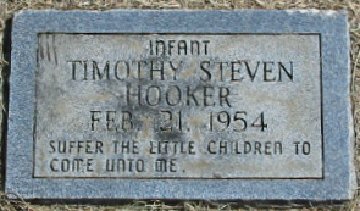 INFANT
TIMOTHY STEVEN
HOOKER
FEB. 21, 1954
SUFFER THE LITTLE CHILDREN TO
COME UNTO ME.